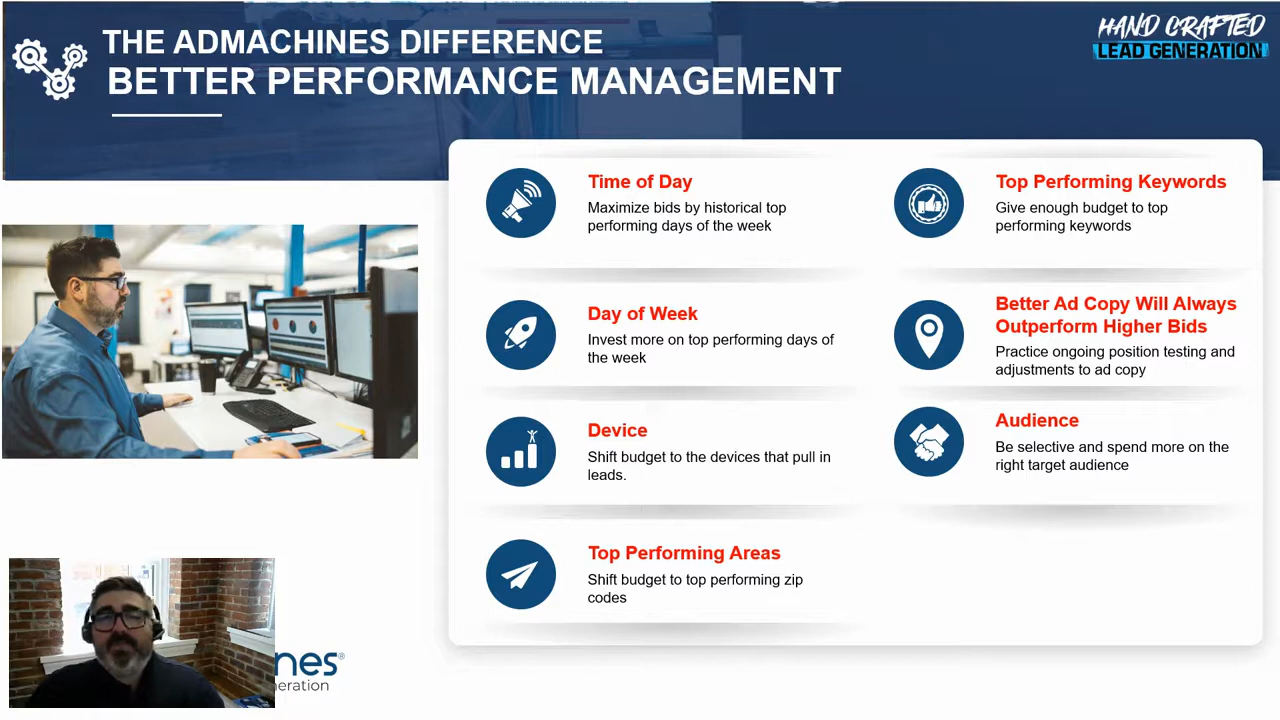 THE ADMACHINES DIFFERENCE
BETTER PERFORMANCE MANAGEMENT
HAND CRAFTED
LEAD GENERATION
Time of Day
Maximize bids by historical top
performing days of the week
Day of Week
Invest more on top performing days of
the week
Device
Shift budget to the devices that pull in
leads.
Top Performing Areas
Shift budget to top performing zip
codes
Top Performing Keywords
Give enough budget to top
performing keywords
Better Ad Copy Will Always
Outperform Higher Bids
Practice ongoing position testing and
adjustments to ad copy
Audience
Be selective and spend more on the
right target audience
nes®
neration